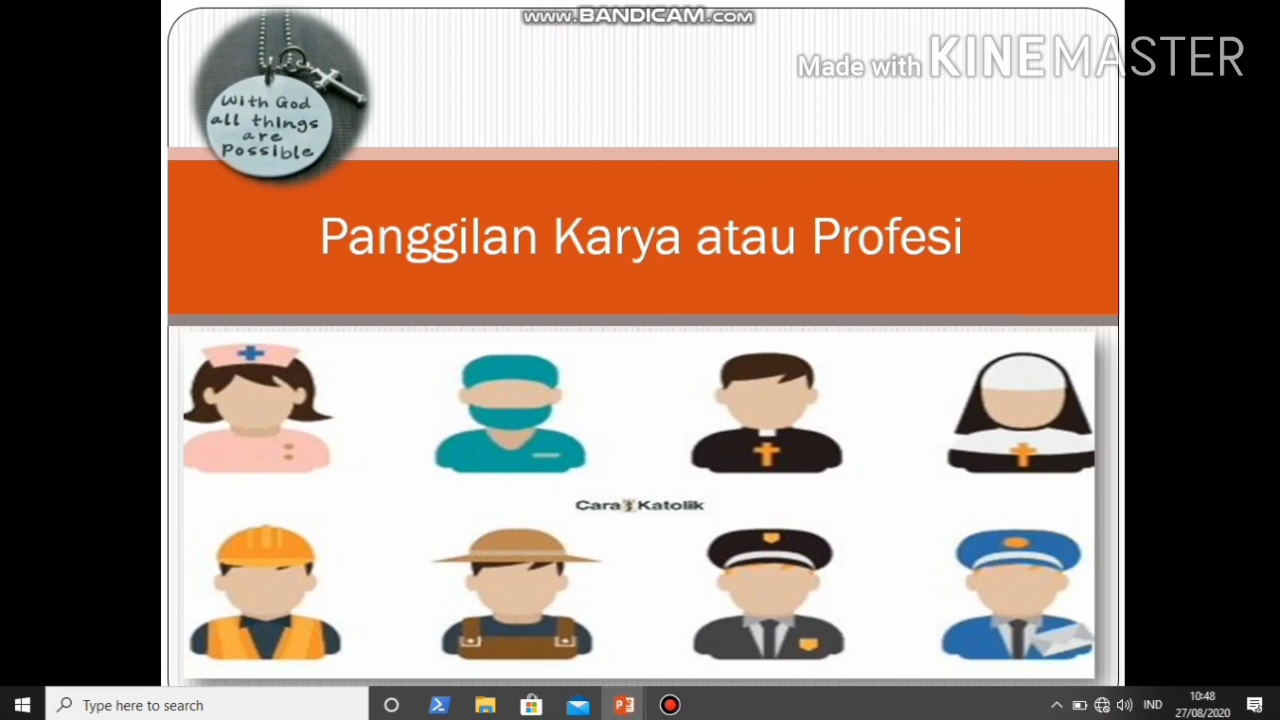 www.BANDICAM.com
Made with KINEMASTER
With God
all things
are
Possible
Panggilan Karya atau Profesi
Cara Katolik
Type here to search
IND
10:48
27/08/2020